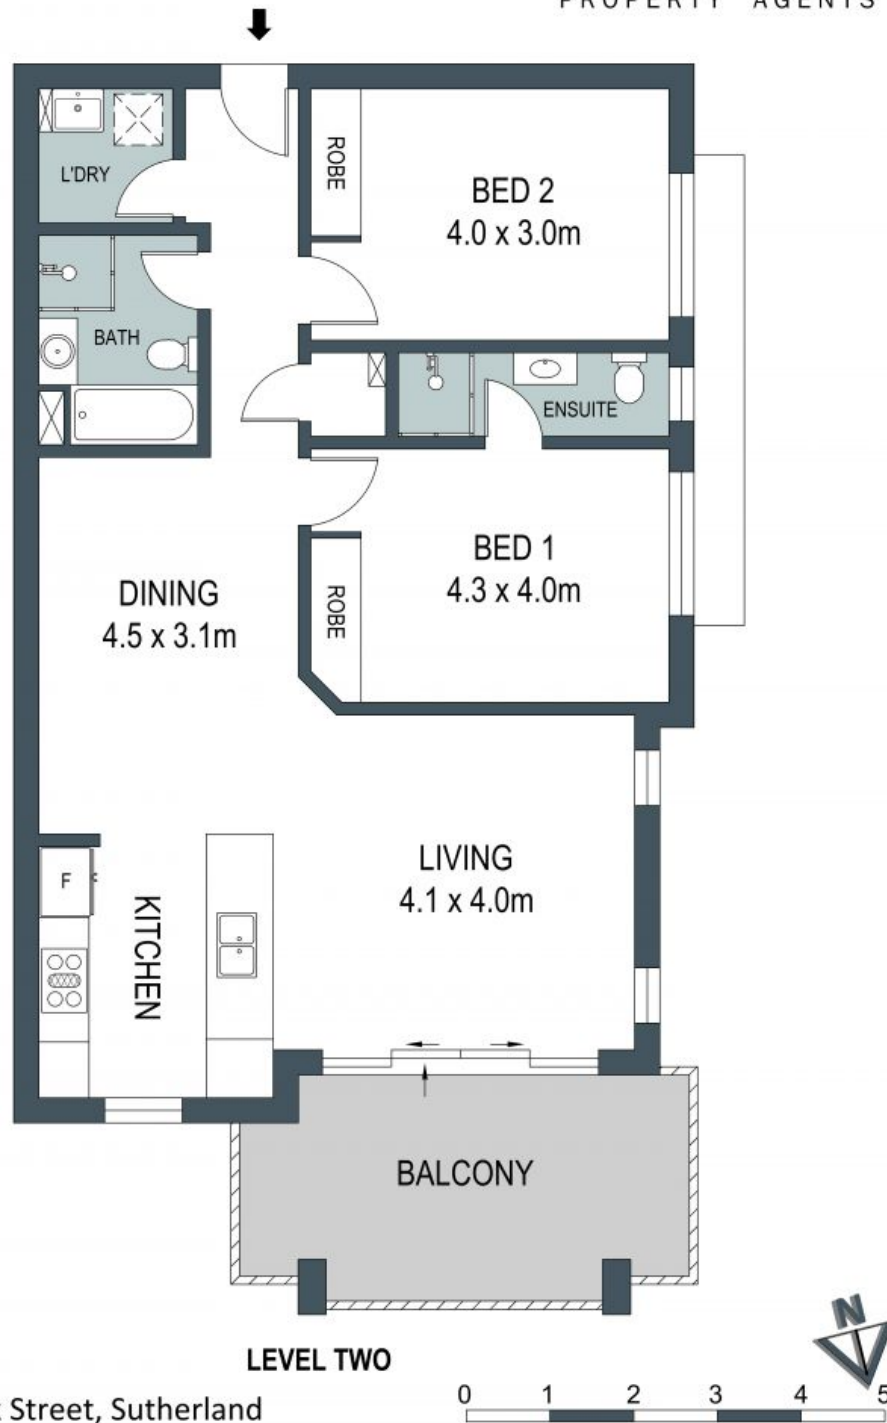 PROPERTY AGENTS
L'DRY
ROBE
BED 2
4.0 x 3.0m
BATH
ENSUITE
BED 1
4.3 x 4.0m
DINING
4.5 x 3.1m
ROBE
LIVING
4.1 x 4.0m
F
KITCHEN
BALCONY
N
LEVEL TWO
Street, Sutherland
0 1 2 3 4 5